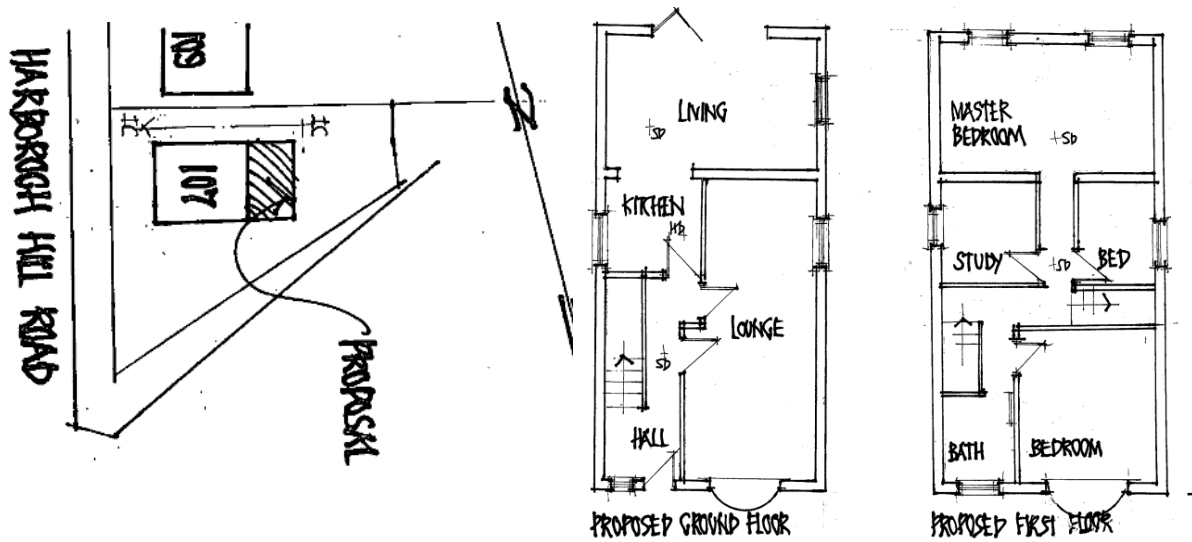 HARBOROUGH HILL ROAD
109
107
PROPOSAL
N
LIVING
SD
KITCHEN
HD
LOUNGE
SD
HALL
PROPOSED GROUND FLOOR
MASTER
BEDROOM
SD
STUDY
SD
BED
BATH
BEDROOM
PROPOSED FIRST FLOOR